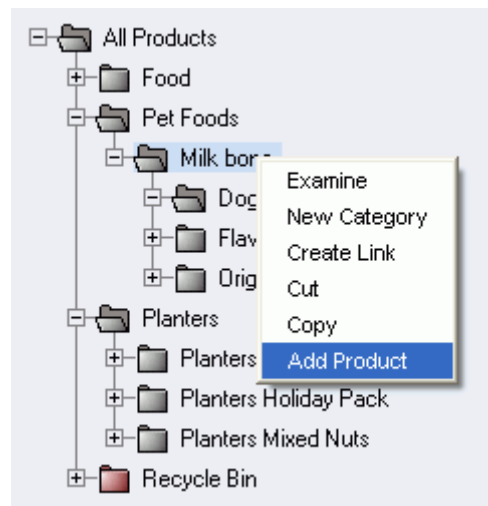 All Products
Food
Pet Foods
Milk bone
Examine
New Category
Dog
Flav
Create Link
Orig
Cut
Planters
Copy
Planters
Add Product
Planters Holiday Pack
Planters Mixed Nuts
Recycle Bin